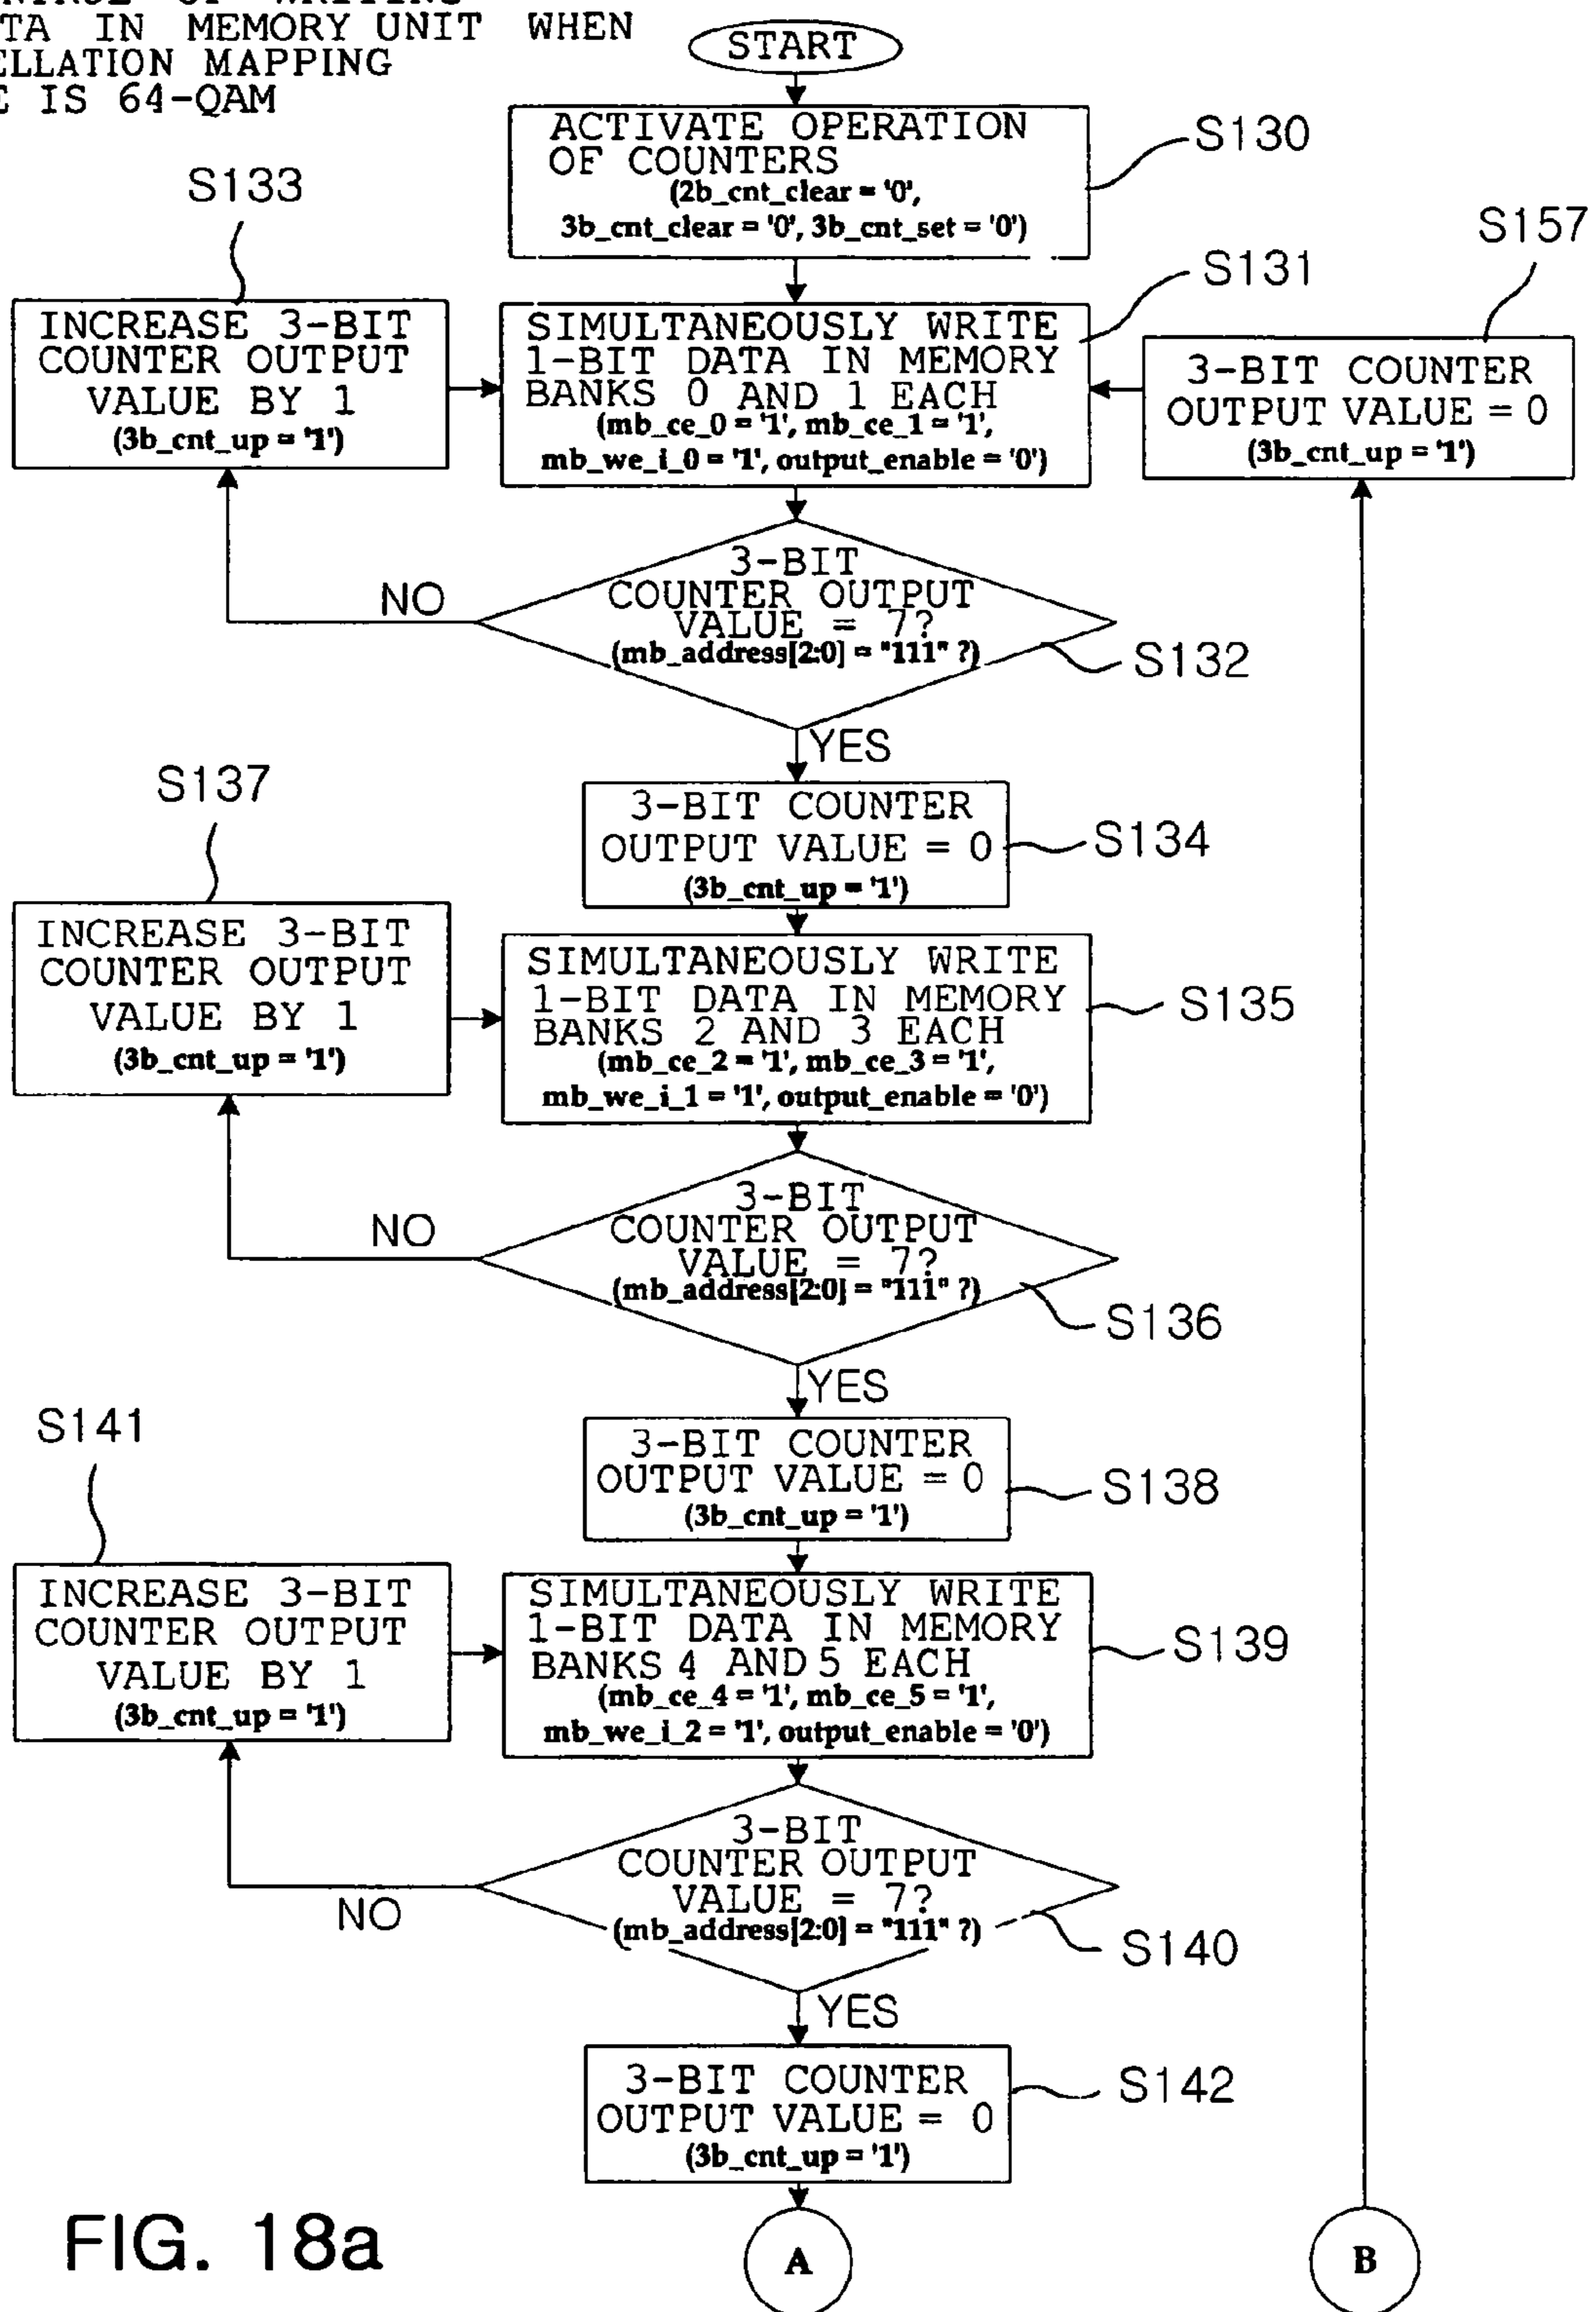 TA IN MEMORY UNIT WHEN
MAPPING
IS 64-QAM
START
ACTIVATE OPERATION
OF COUNTERS
(2b_cnt_clear = '0',
3b_cnt_clear = '0', 3b_cnt_set = '0')
S130
S133
S157
S131
INCREASE 3-BIT
COUNTER OUTPUT
VALUE BY 1
(3b_cnt_up = '1')
SIMULTANEOUSLY WRITE
1-BIT DATA IN MEMORY
BANKS 0 AND 1 EACH
(mb_ce_0 = '1', mb_ce_1 = '1',
mb_we_i_0 = '1', output_enable = '0')
3-BIT COUNTER
OUTPUT VALUE = 0
(3b_cnt_up = '1')
3-BIT
COUNTER OUTPUT
VALUE = 7?
(mb_address[2:0] = "111" ?)
NO
S132
YES
3-BIT COUNTER
OUTPUT VALUE = 0
(3b_cnt_up = '1')
S134
S137
INCREASE 3-BIT
COUNTER OUTPUT
VALUE BY 1
(3b_cnt_up = '1')
SIMULTANEOUSLY WRITE
1-BIT DATA IN MEMORY
BANKS 2 AND 3 EACH
(mb_ce_2 = '1', mb_ce_3 = '1',
mb_we_i_1 = '1', output_enable = '0')
S135
3-BIT
COUNTER OUTPUT
VALUE = 7?
(mb_address[2:0] = "111" ?)
NO
S136
YES
3-BIT COUNTER
OUTPUT VALUE = 0
(3b_cnt_up = '1')
S138
S141
INCREASE 3-BIT
COUNTER OUTPUT
VALUE BY 1
(3b_cnt_up = '1')
SIMULTANEOUSLY WRITE
1-BIT DATA IN MEMORY
BANKS 4 AND 5 EACH
(mb_ce_4 = '1', mb_ce_5 = '1',
mb_we_i_2 = '1', output_enable = '0')
S139
3-BIT
COUNTER OUTPUT
VALUE = 7?
(mb_address[2:0] = "111" ?)
NO
S140
YES
3-BIT COUNTER
OUTPUT VALUE = 0
(3b_cnt_up = '1')
S142
A
B
FIG. 18a